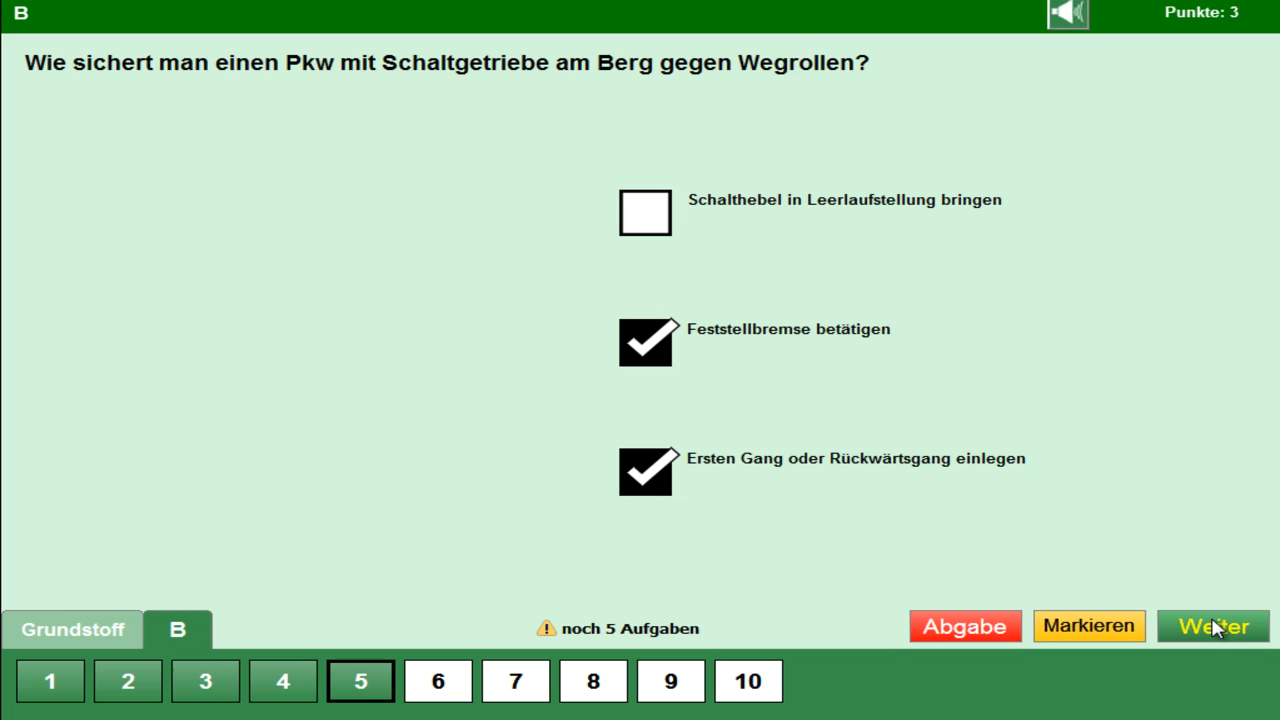 B
Punkte: 3
Wie sichert man einen Pkw mit Schaltgetriebe am Berg gegen Wegrollen?
Schalthebel in Leerlaufstellung bringen
Feststellbremse betätigen
Ersten Gang oder Rückwärtsgang einlegen
Grundstoff B noch 5 Aufgaben Abgabe Markieren Weiter
1 2 3 4 5 6 7 8 9 10